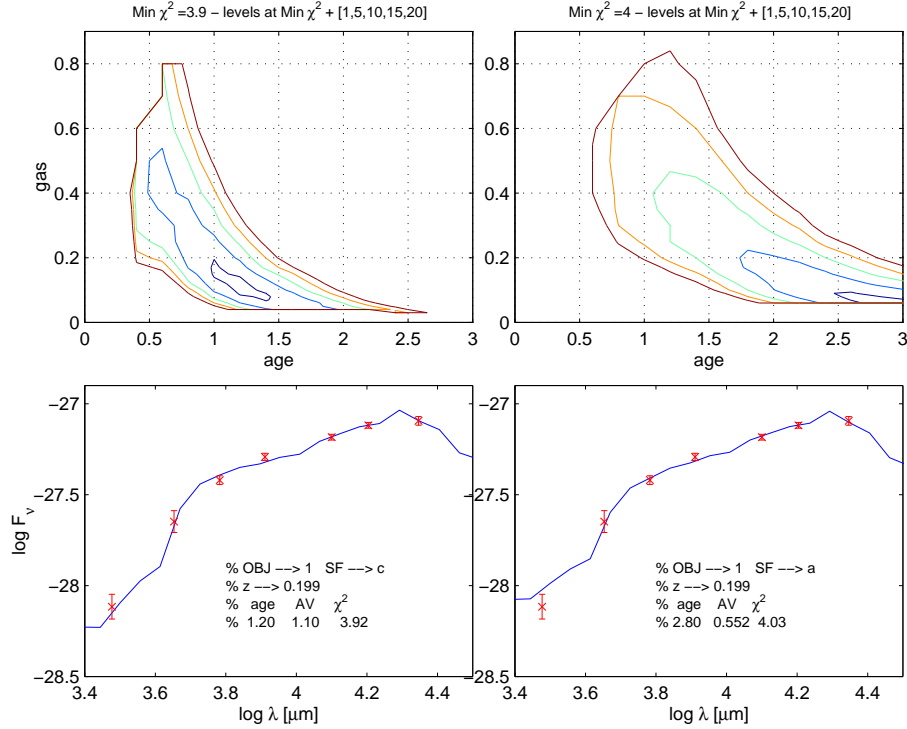 Min χ² =3.9 − levels at Min χ² + [1,5,10,15,20]
Min χ² =4 − levels at Min χ² + [1,5,10,15,20]
0.8
0.6
0.4
0.2
0
gas
0 0.5 1 1.5 2 2.5 3
age
0.8
0.6
0.4
0.2
0
0 0.5 1 1.5 2 2.5 3
age
−27
−27.5
−28
−28.5
log F_ν
% OBJ −−> 1 SF −−> c
% z −−> 0.199
% age AV χ²
% 1.20 1.10 3.92
3.4 3.6 3.8 4 4.2 4.4
log λ [μm]
−27
−27.5
−28
−28.5
% OBJ −−> 1 SF −−> a
% z −−> 0.199
% age AV χ²
% 2.80 0.552 4.03
3.4 3.6 3.8 4 4.2 4.4
log λ [μm]